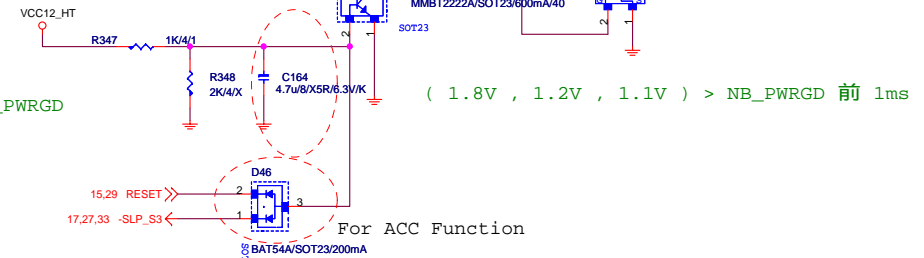 MMBT2222A/SOT23/600mA/40
VCC12_HT
2 1
SOT23
2 1
R347 1K/4/1
R348
2K/4/X
C164
4.7u/8/X5R/6.3V/K
_PWRGD
( 1.8V , 1.2V , 1.1V ) > NB_PWRGD 前 1ms
D46
15,29 RESET 2
3
17,27,33 -SLP_S3 1
For ACC Function
BAT54A/SOT23/200mA